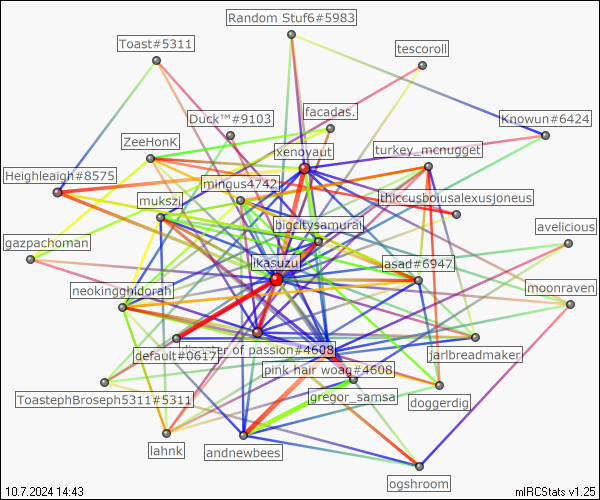 Random Stuf6#5983
Toast#5311
tescoroll
Duck™#9103
facadas.
Knowun#6424
ZeeHonK
xenoyaut
turkey_mcnugget
Heighleaigh#8575
mingus4742
mukszii
thiccusboiusalexusjoneus
bigcitysamurai
avelicious
gazpachoman
ikasuzu
asad#6947
neokingghidorah
moonraven
default#0617
disaster of passion#4608
jarlbreadmaker
pink hair woag#4608
ToastephBroseph5311#5311
gregor_samsa
doggerdig
lahnk
andnewbees
ogshroom
10.7.2024 14:43
mIRCStats v1.25